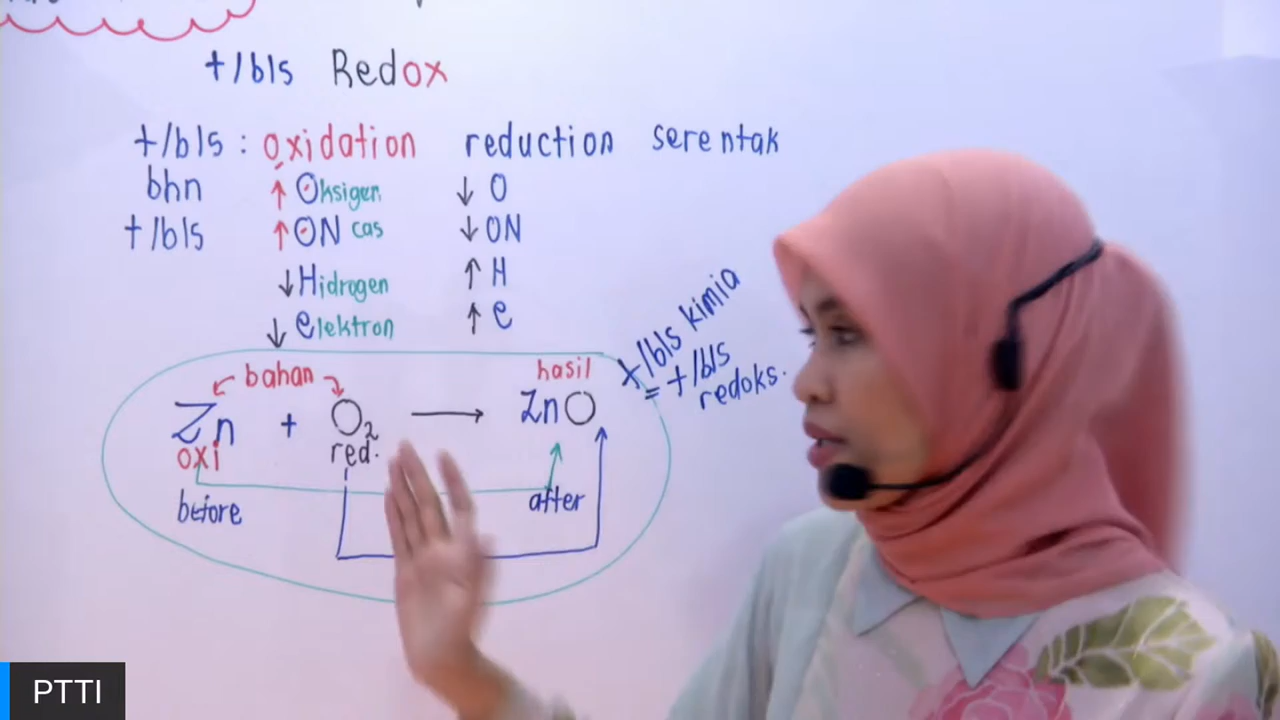 t/bls Redox
t/bls : oxidation reduction serentak
bhn ↑ Oksigen ↓ O
t/bls ↑ ON cas ↓ ON
↓ Hidrogen ↑ H
↓ elektron ↑ e
t/bls kimia
= t/bls
redoks.
bahan hasil
Zn + O₂ → ZnO
oxi red.
before after
PTTI